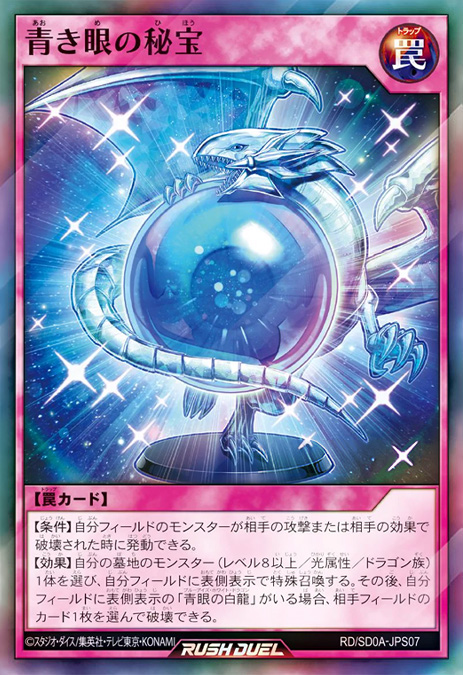 青き眼の秘宝
トラップ
罠
【罠カード】
【条件】自分フィールドのモンスターが相手の攻撃または相手の効果で
破壊された時に発動できる。
【効果】自分の墓地のモンスター(レベル8以上／光属性／ドラゴン族)
1体を選び、自分フィールドに表側表示で特殊召喚する。その後、自分
フィールドに表側表示の「青眼の白龍」がいる場合、相手フィールドの
カード1枚を選んで破壊できる。
©スタジオ・ダイス/集英社・テレビ東京・KONAMI
RUSH DUEL
RD/SD0A-JPS07